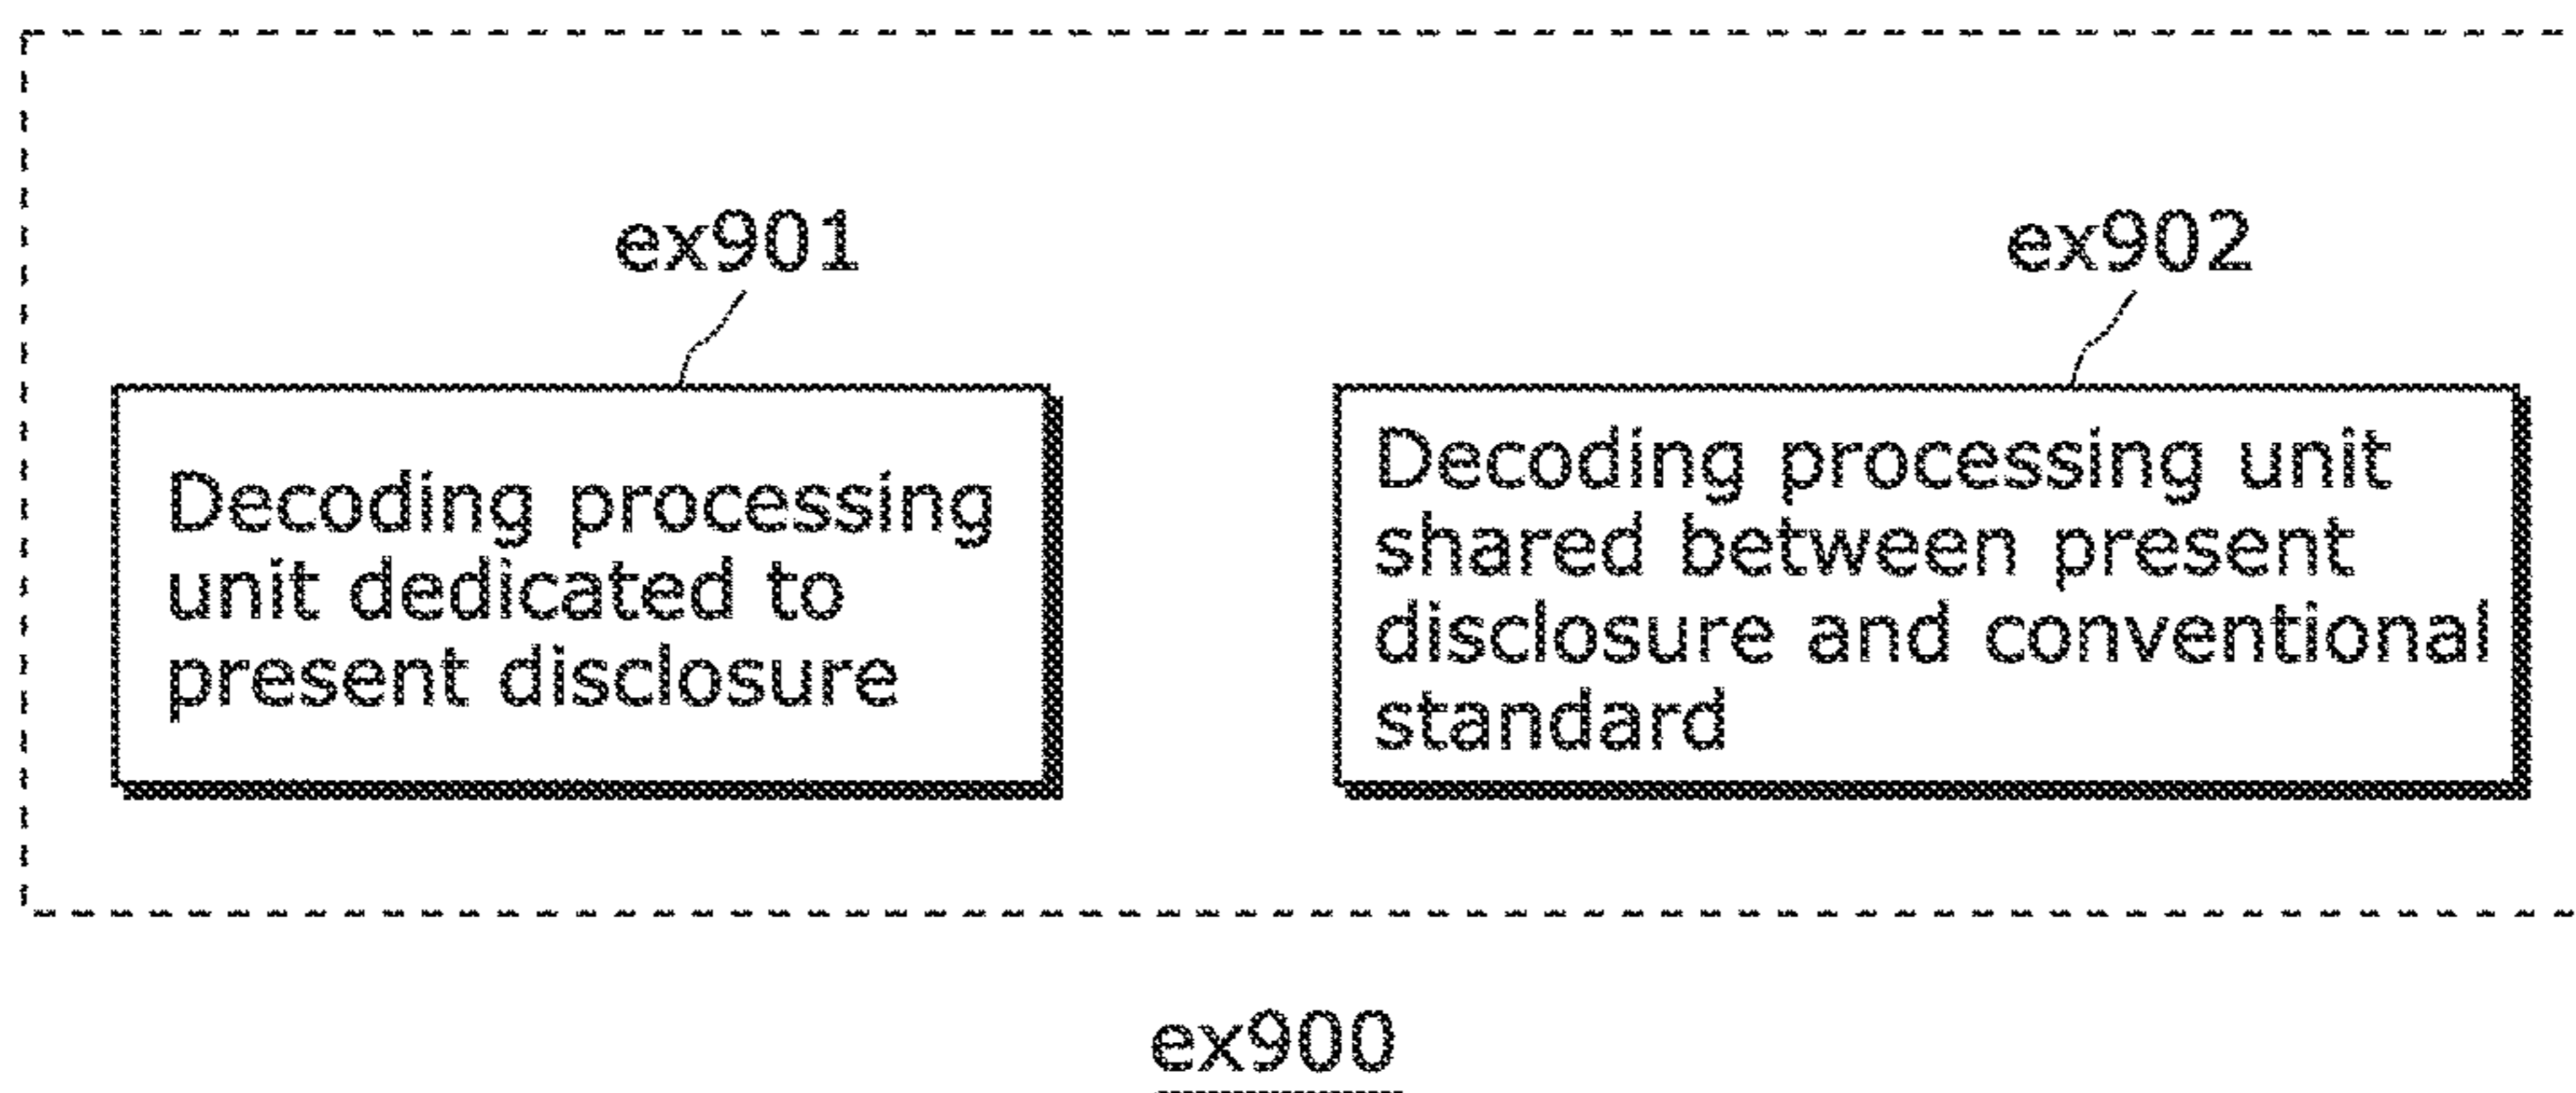 ex901
Decoding processing
unit dedicated to
present disclosure
ex902
Decoding processing unit
shared between present
disclosure and conventional
standard
ex900